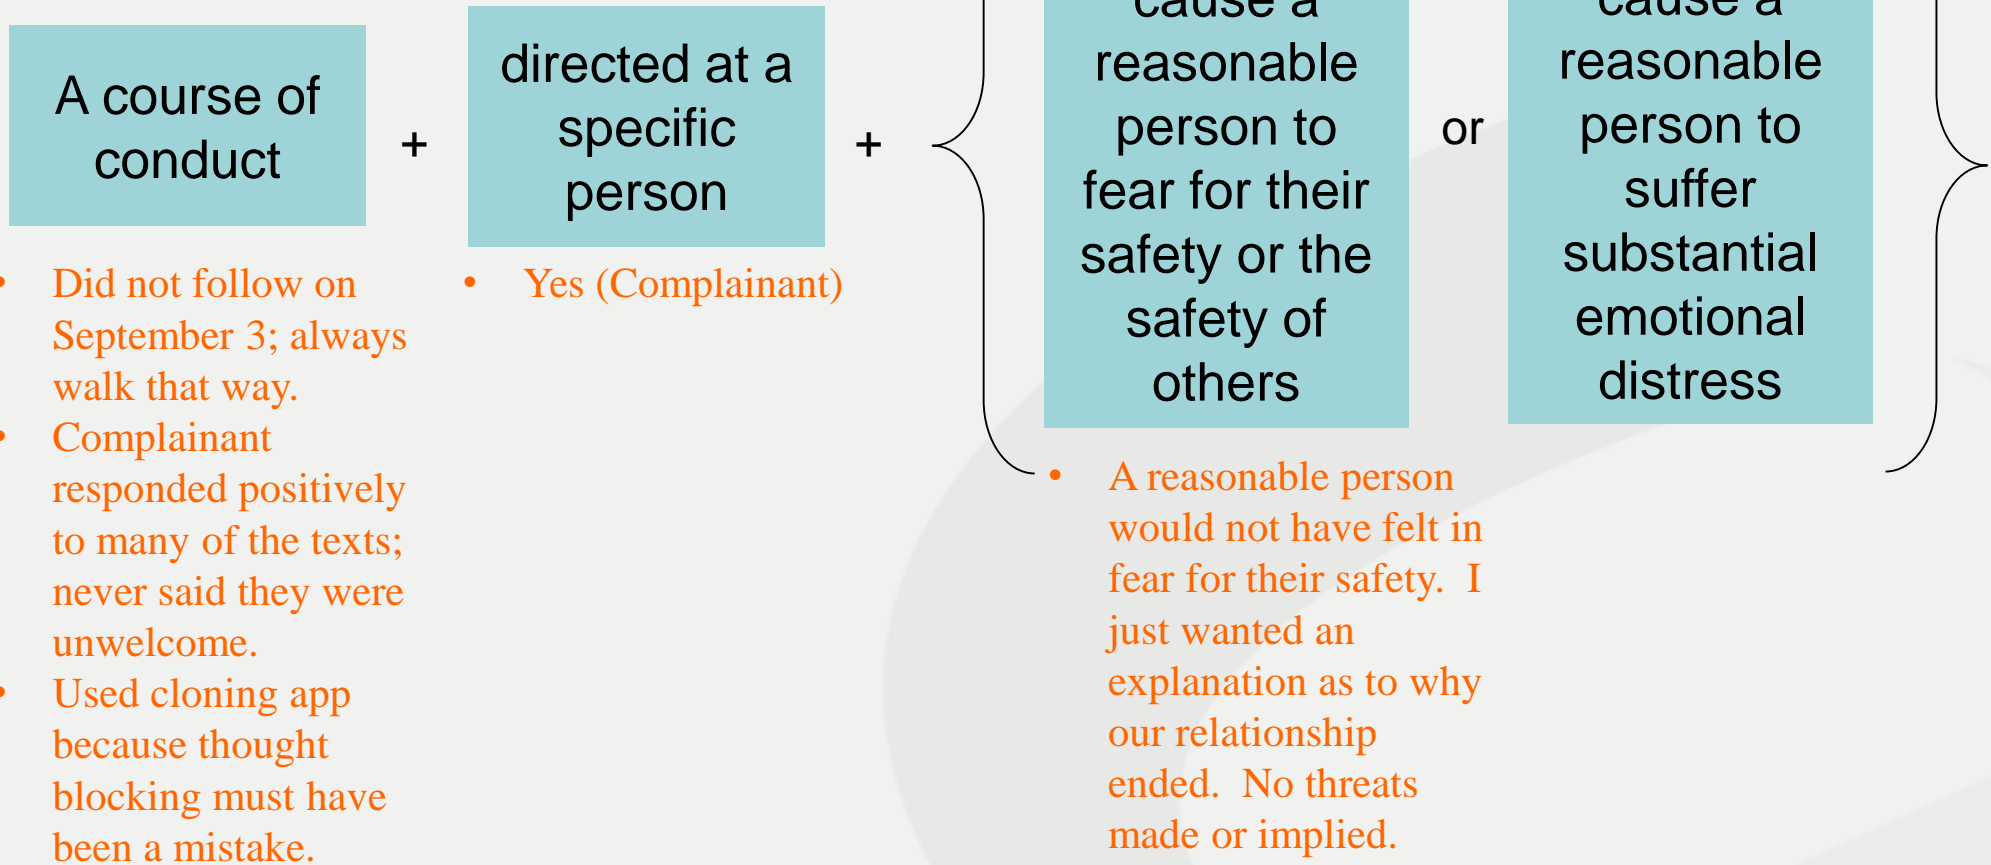 A course of
conduct
+
directed at a
specific
person
+
cause a
reasonable
person to
fear for their
safety or the
safety of
others
or
cause a
reasonable
person to
suffer
substantial
emotional
distress
• Did not follow on
September 3; always
walk that way.
• Complainant
responded positively
to many of the texts;
never said they were
unwelcome.
• Used cloning app
because thought
blocking must have
been a mistake.
• Yes (Complainant)
• A reasonable person
would not have felt in
fear for their safety.  I
just wanted an
explanation as to why
our relationship
ended.  No threats
made or implied.